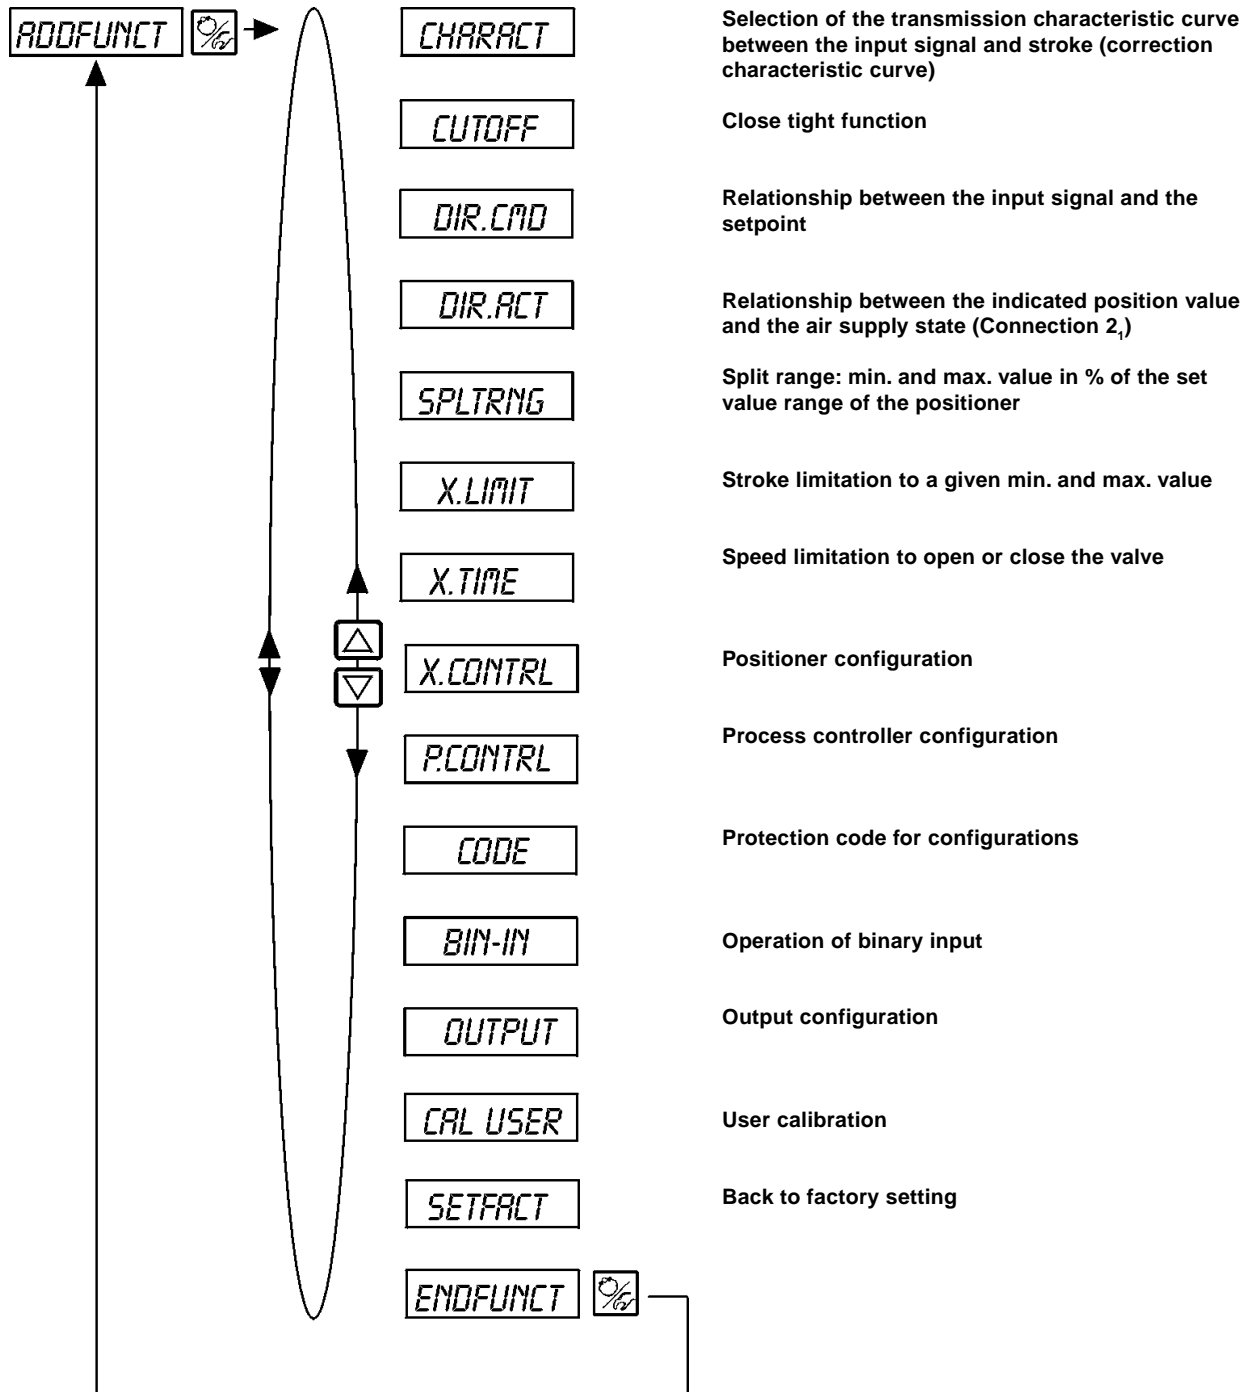 ADDFUNCT
CHARACT
Selection of the transmission characteristic curve
between the input signal and stroke (correction
characteristic curve)
CUTOFF
Close tight function
DIR.CMD
Relationship between the input signal and the
setpoint
DIR.ACT
Relationship between the indicated position value
and the air supply state (Connection 2₁)
SPLTRNG
Split range: min. and max. value in % of the set
value range of the positioner
X.LIMIT
Stroke limitation to a given min. and max. value
X.TIME
Speed limitation to open or close the valve
X.CONTRL
Positioner configuration
P.CONTRL
Process controller configuration
CODE
Protection code for configurations
BIN-IN
Operation of binary input
OUTPUT
Output configuration
CAL USER
User calibration
SETFACT
Back to factory setting
ENDFUNCT